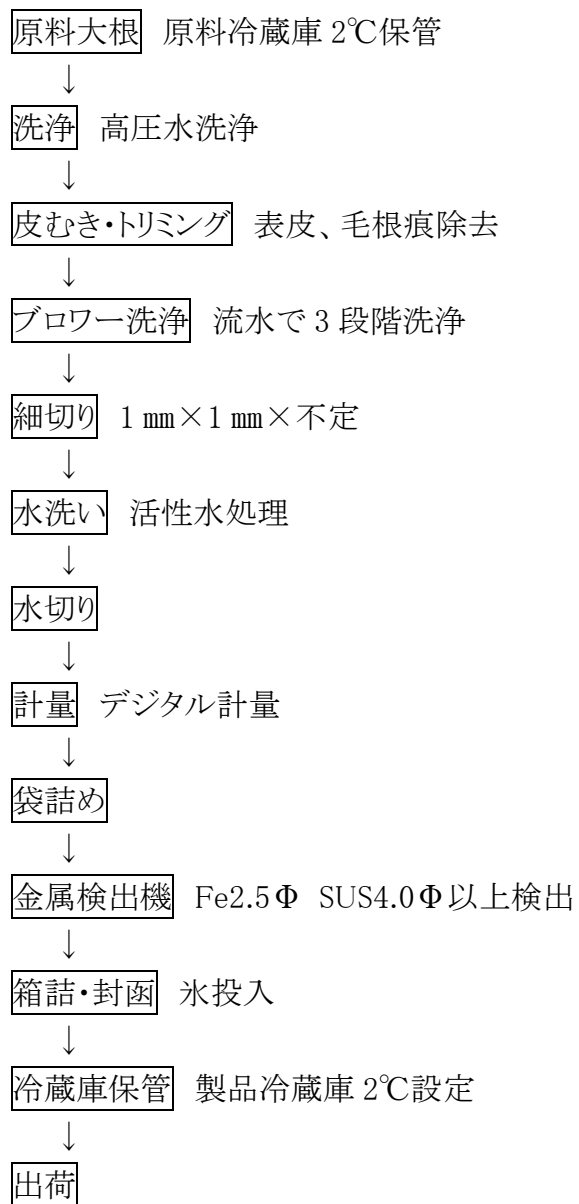 原料大根 原料冷蔵庫 2℃保管
↓
洗浄 高圧水洗浄
↓
皮むき・トリミング 表皮、毛根痕除去
↓
ブロワー洗浄 流水で 3 段階洗浄
↓
細切り 1 ㎜×1 ㎜×不定
↓
水洗い 活性水処理
↓
水切り
↓
計量 デジタル計量
↓
袋詰め
↓
金属検出機 Fe2.5Φ SUS4.0Φ以上検出
↓
箱詰・封函 氷投入
↓
冷蔵庫保管 製品冷蔵庫 2℃設定
↓
出荷